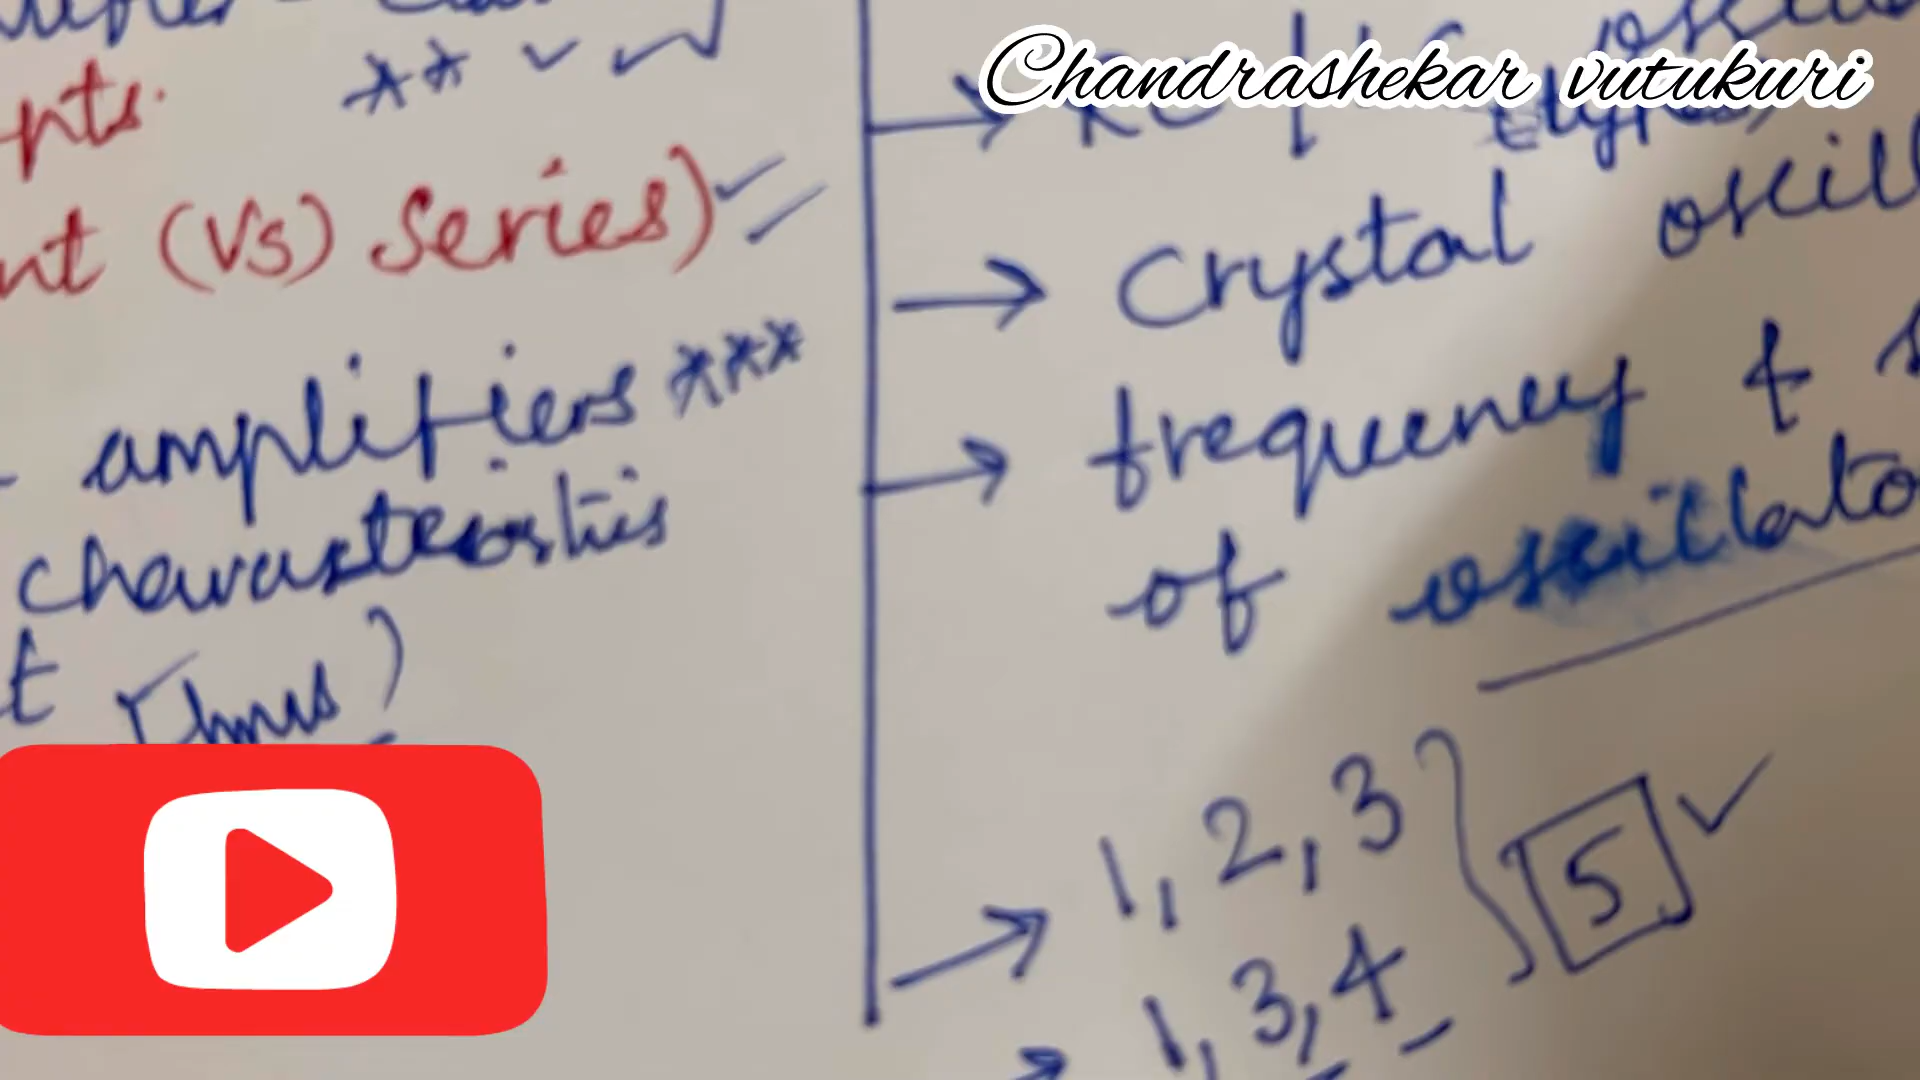 pts.
** ✓
nt (Vs) Series) ✓
amplifiers ***
characteristics
Chandrashekar vutukuri
→ Crystal oscill
→ frequency &
of oscillato
→ 1, 2, 3 } 5 ✓
→ 1, 3, 4